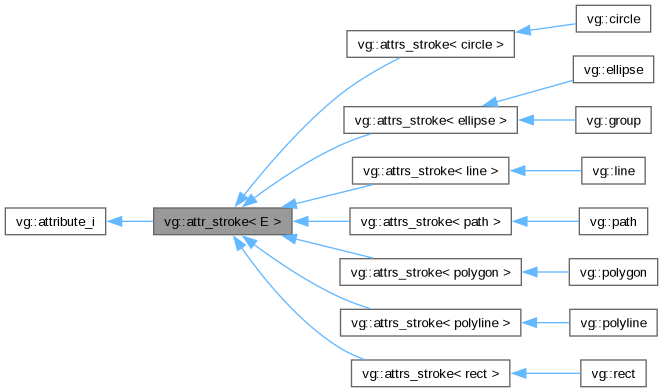 vg::circle
vg::attrs_stroke< circle >
vg::ellipse
vg::attrs_stroke< ellipse >
vg::group
vg::attrs_stroke< line >
vg::line
vg::attribute_i
vg::attr_stroke< E >
vg::attrs_stroke< path >
vg::path
vg::attrs_stroke< polygon >
vg::polygon
vg::attrs_stroke< polyline >
vg::polyline
vg::attrs_stroke< rect >
vg::rect